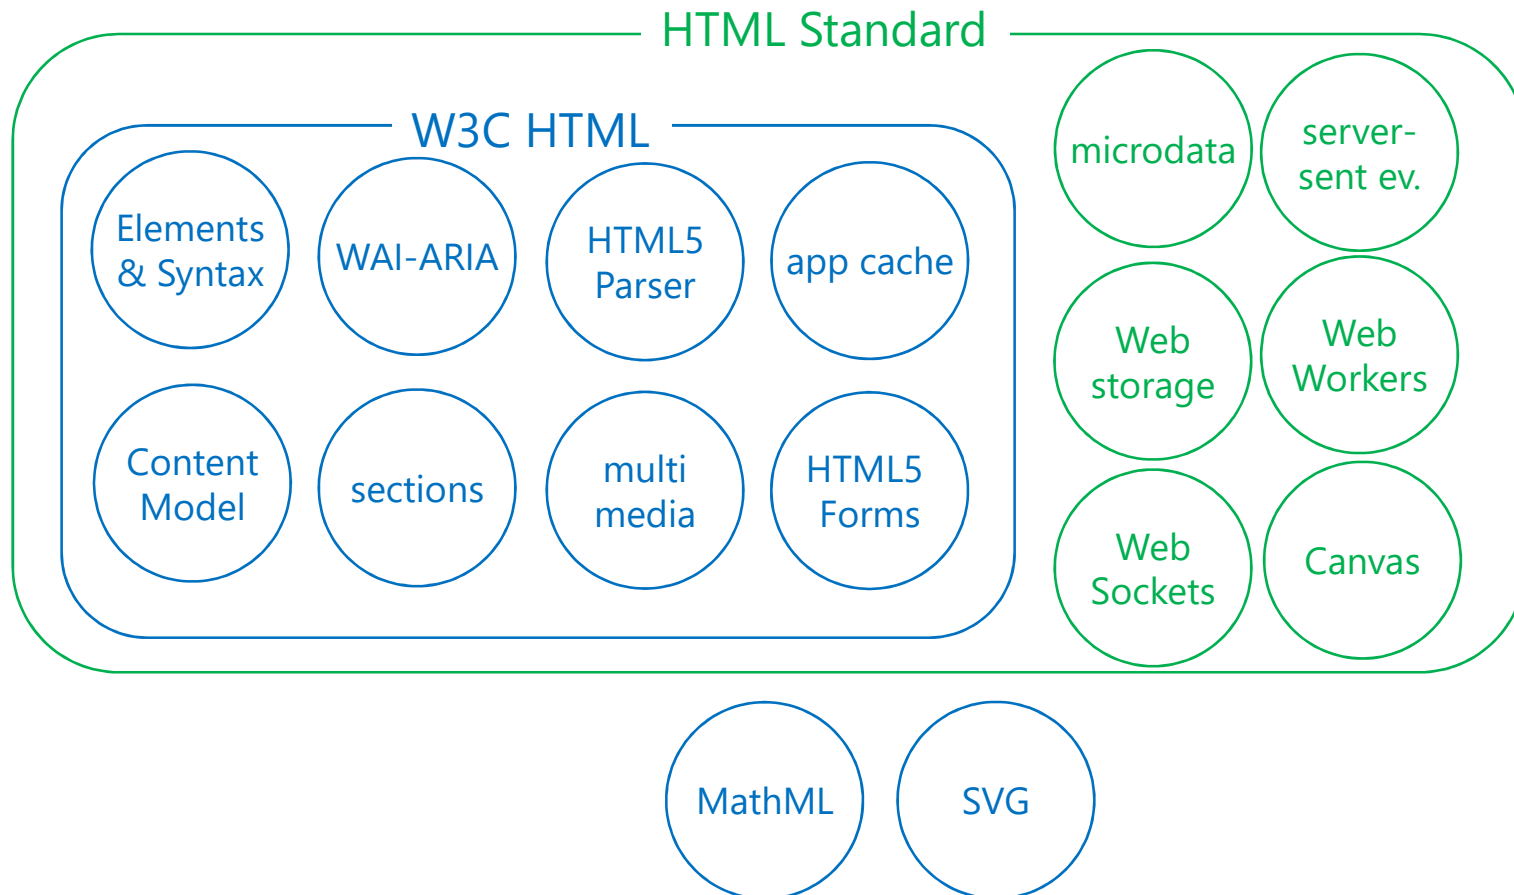 HTML Standard
W3C HTML
Elements
& Syntax
WAI-ARIA
HTML5
Parser
app cache
Content
Model
sections
multi
media
HTML5
Forms
microdata
server-
sent ev.
Web
storage
Web
Workers
Web
Sockets
Canvas
MathML
SVG